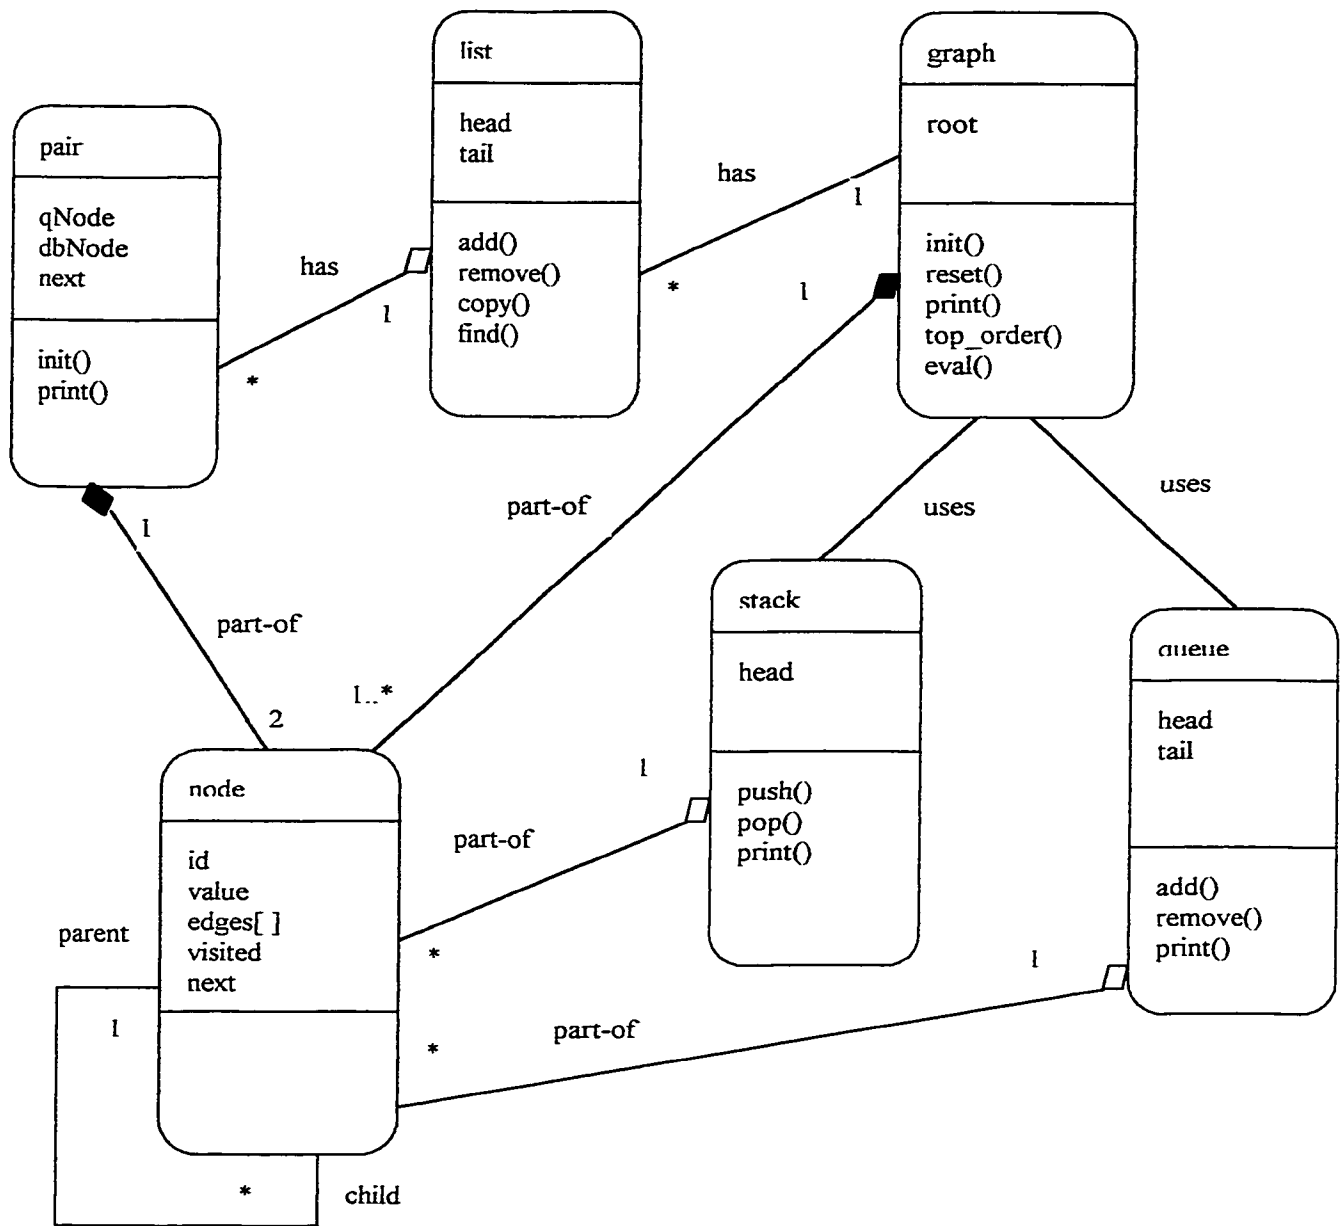 list
head
tail
add()
remove()
copy()
find()
graph
root
init()
reset()
print()
top_order()
eval()
pair
qNode
dbNode
next
init()
print()
has
1
*
has
1
*
1
part-of
1..*
uses
uses
1
part-of
2
stack
head
push()
pop()
print()
queue
head
tail
add()
remove()
print()
node
id
value
edges[ ]
visited
next
1
part-of
*
1
part-of
*
parent
1
*
child